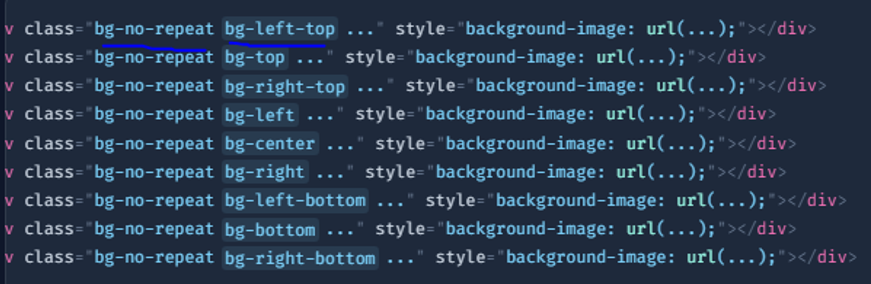 v class="bg-no-repeat bg-left-top ..." style="background-image: url(...);"></div>
v class="bg-no-repeat bg-top ..." style="background-image: url(...);"></div>
v class="bg-no-repeat bg-right-top ..." style="background-image: url(...);"></div>
v class="bg-no-repeat bg-left ..." style="background-image: url(...);"></div>
v class="bg-no-repeat bg-center ..." style="background-image: url(...);"></div>
v class="bg-no-repeat bg-right ..." style="background-image: url(...);"></div>
v class="bg-no-repeat bg-left-bottom ..." style="background-image: url(...);"></div>
v class="bg-no-repeat bg-bottom ..." style="background-image: url(...);"></div>
v class="bg-no-repeat bg-right-bottom ..." style="background-image: url(...);"></div>